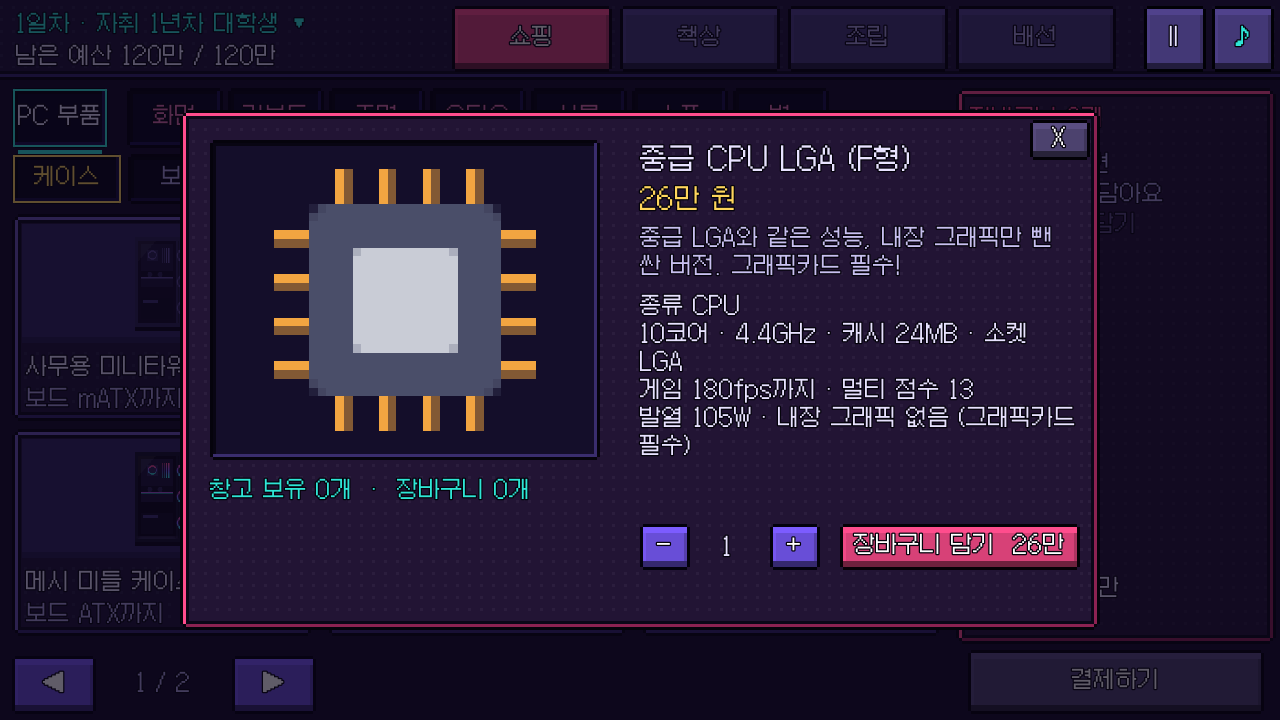 1일차 · 자취 1년차 대학생 ▼
남은 예산 120만 / 120만
쇼핑
책상
조립
배선
PC 부품
케이스
사무용 미니타워
보드 mATX까지
메시 미들 케이스
보드 ATX까지
중급 CPU LGA (F형)
X
26만 원
중급 LGA와 같은 성능, 내장 그래픽만 뺀
싼 버전. 그래픽카드 필수!
종류 CPU
10코어 · 4.4GHz · 캐시 24MB · 소켓
LGA
게임 180fps까지 · 멀티 점수 13
발열 105W · 내장 그래픽 없음 (그래픽카드
필수)
창고 보유 0개 · 장바구니 0개
− 1 +
장바구니 담기 26만
담아요
담기
만
1 / 2
결제하기